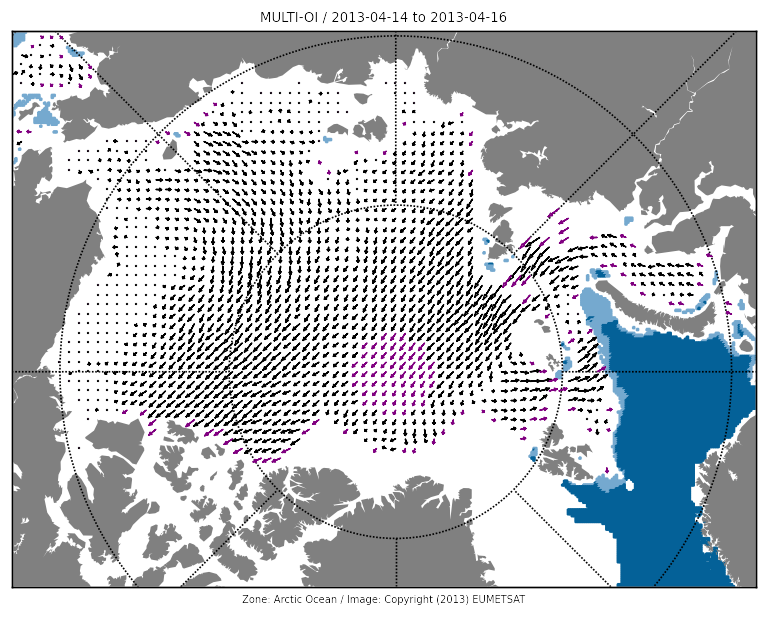 MULTI-OI / 2013-04-14 to 2013-04-16
Zone: Arctic Ocean / Image: Copyright (2013) EUMETSAT